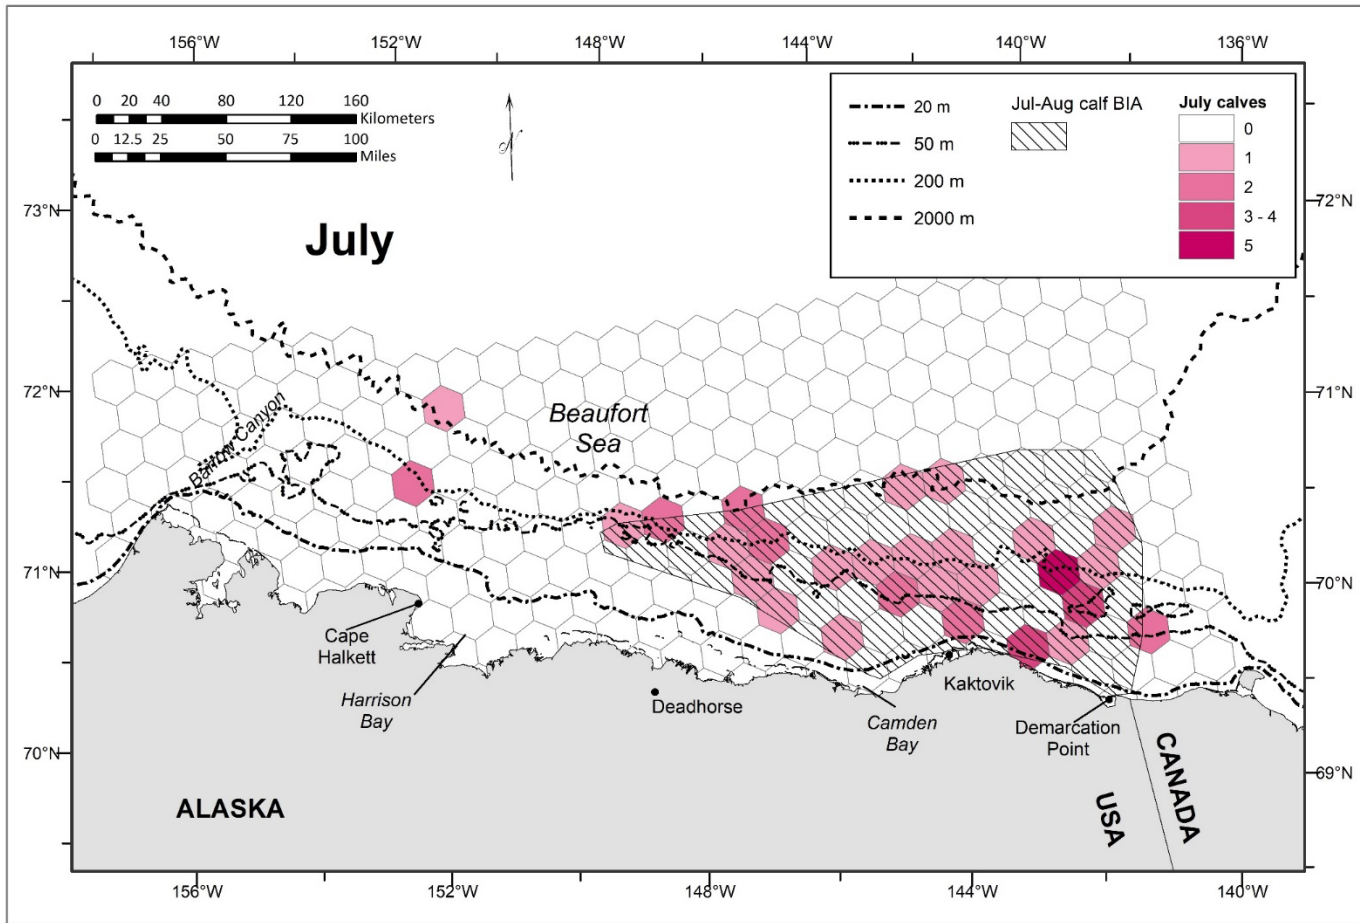 156°W 152°W 148°W 144°W 140°W 136°W
0 20 40 80 120 160
Kilometers
0 12.5 25 50 75 100
Miles
N
20 m
50 m
200 m
2000 m
Jul-Aug calf BIA
July calves
0
1
2
3 - 4
5
73°N
72°N
71°N
70°N
72°N
71°N
70°N
69°N
July
Barrow Canyon
Beaufort
Sea
Cape
Halkett
Harrison
Bay
Deadhorse
Camden
Bay
Kaktovik
Demarcation
Point
ALASKA
USA
CANADA
156°W 152°W 148°W 144°W 140°W